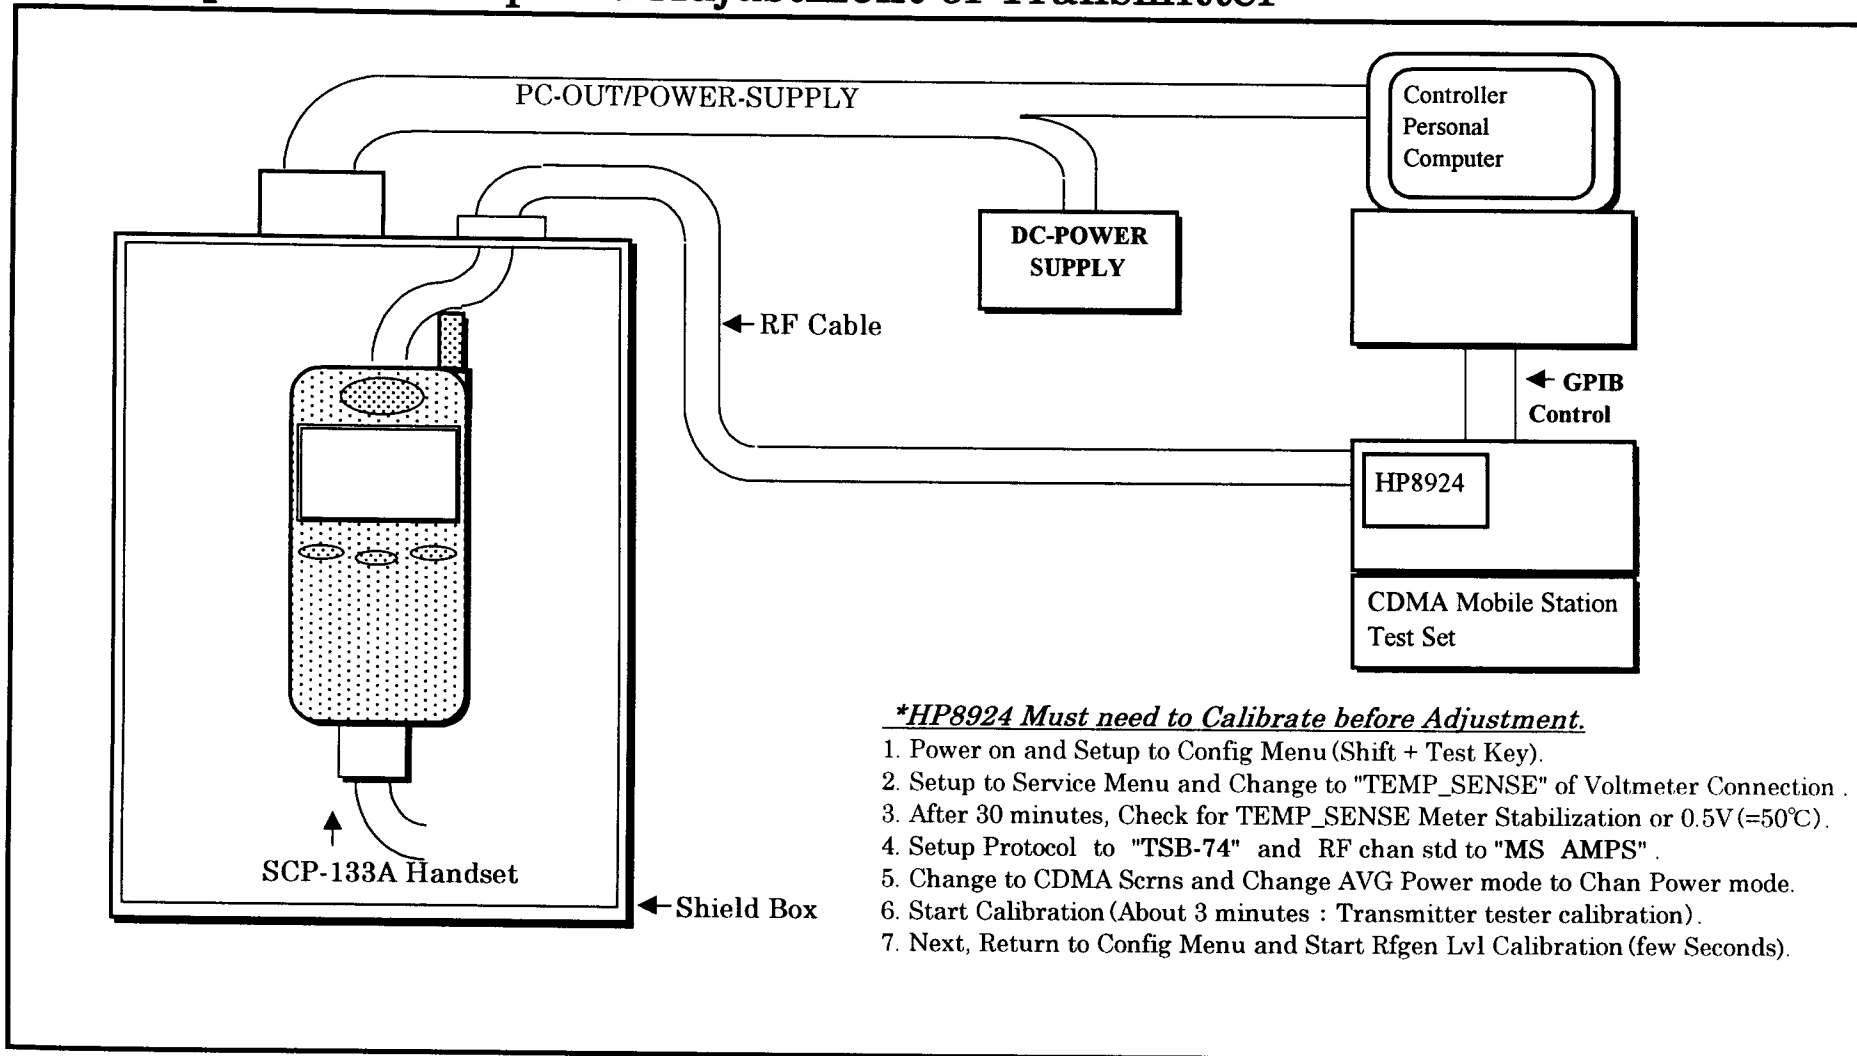 Adjustment of Transmitter
PC-OUT/POWER-SUPPLY
Controller
Personal
Computer
DC-POWER
SUPPLY
RF Cable
GPIB
Control
HP8924
CDMA Mobile Station
Test Set
SCP-133A Handset
Shield Box
*HP8924 Must need to Calibrate before Adjustment.
1. Power on and Setup to Config Menu (Shift + Test Key).
2. Setup to Service Menu and Change to "TEMP_SENSE" of Voltmeter Connection .
3. After 30 minutes, Check for TEMP_SENSE Meter Stabilization or 0.5V (=50℃).
4. Setup Protocol to "TSB-74" and RF chan std to "MS AMPS" .
5. Change to CDMA Scrns and Change AVG Power mode to Chan Power mode.
6. Start Calibration (About 3 minutes : Transmitter tester calibration).
7. Next, Return to Config Menu and Start Rfgen Lvl Calibration (few Seconds).